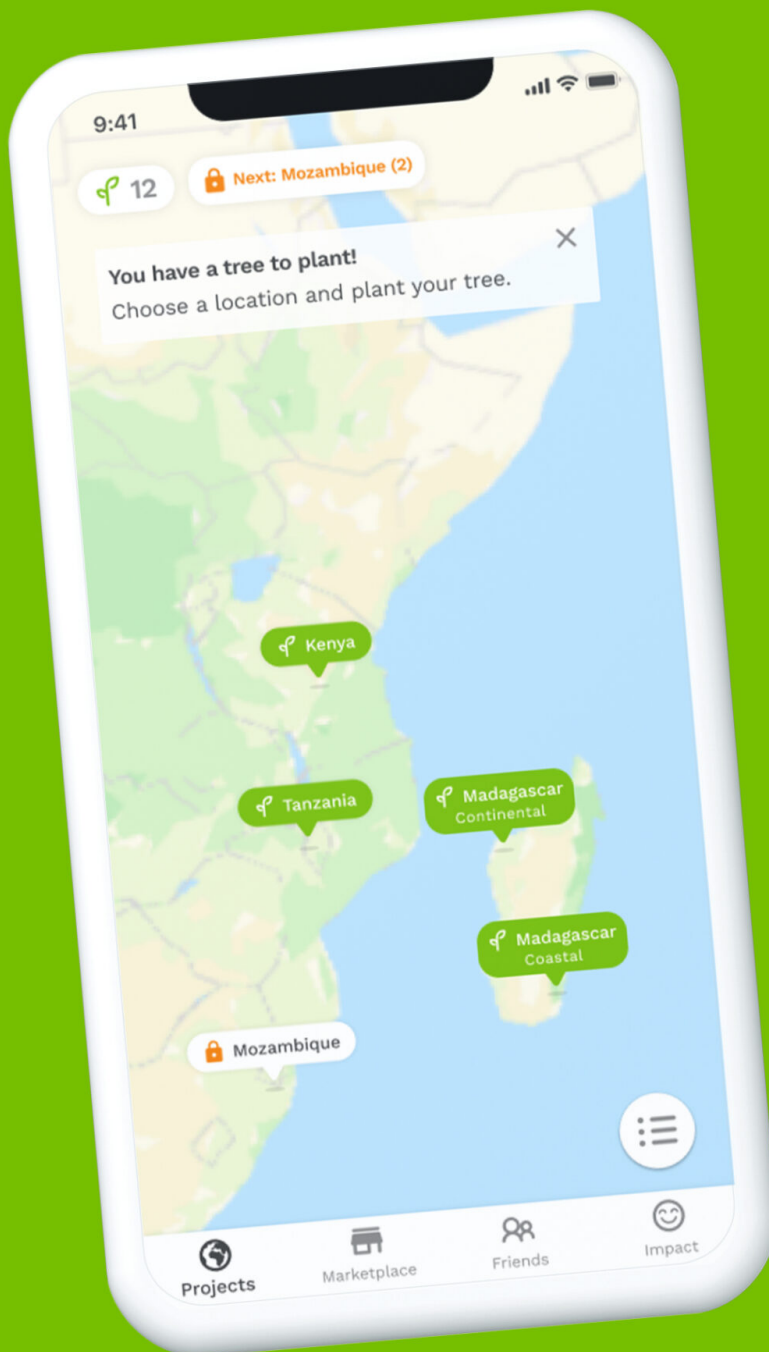 9:41
12
Next: Mozambique (2)
You have a tree to plant!
Choose a location and plant your tree.
Kenya
Tanzania
Madagascar
Continental
Madagascar
Coastal
Mozambique
Projects
Marketplace
Friends
Impact